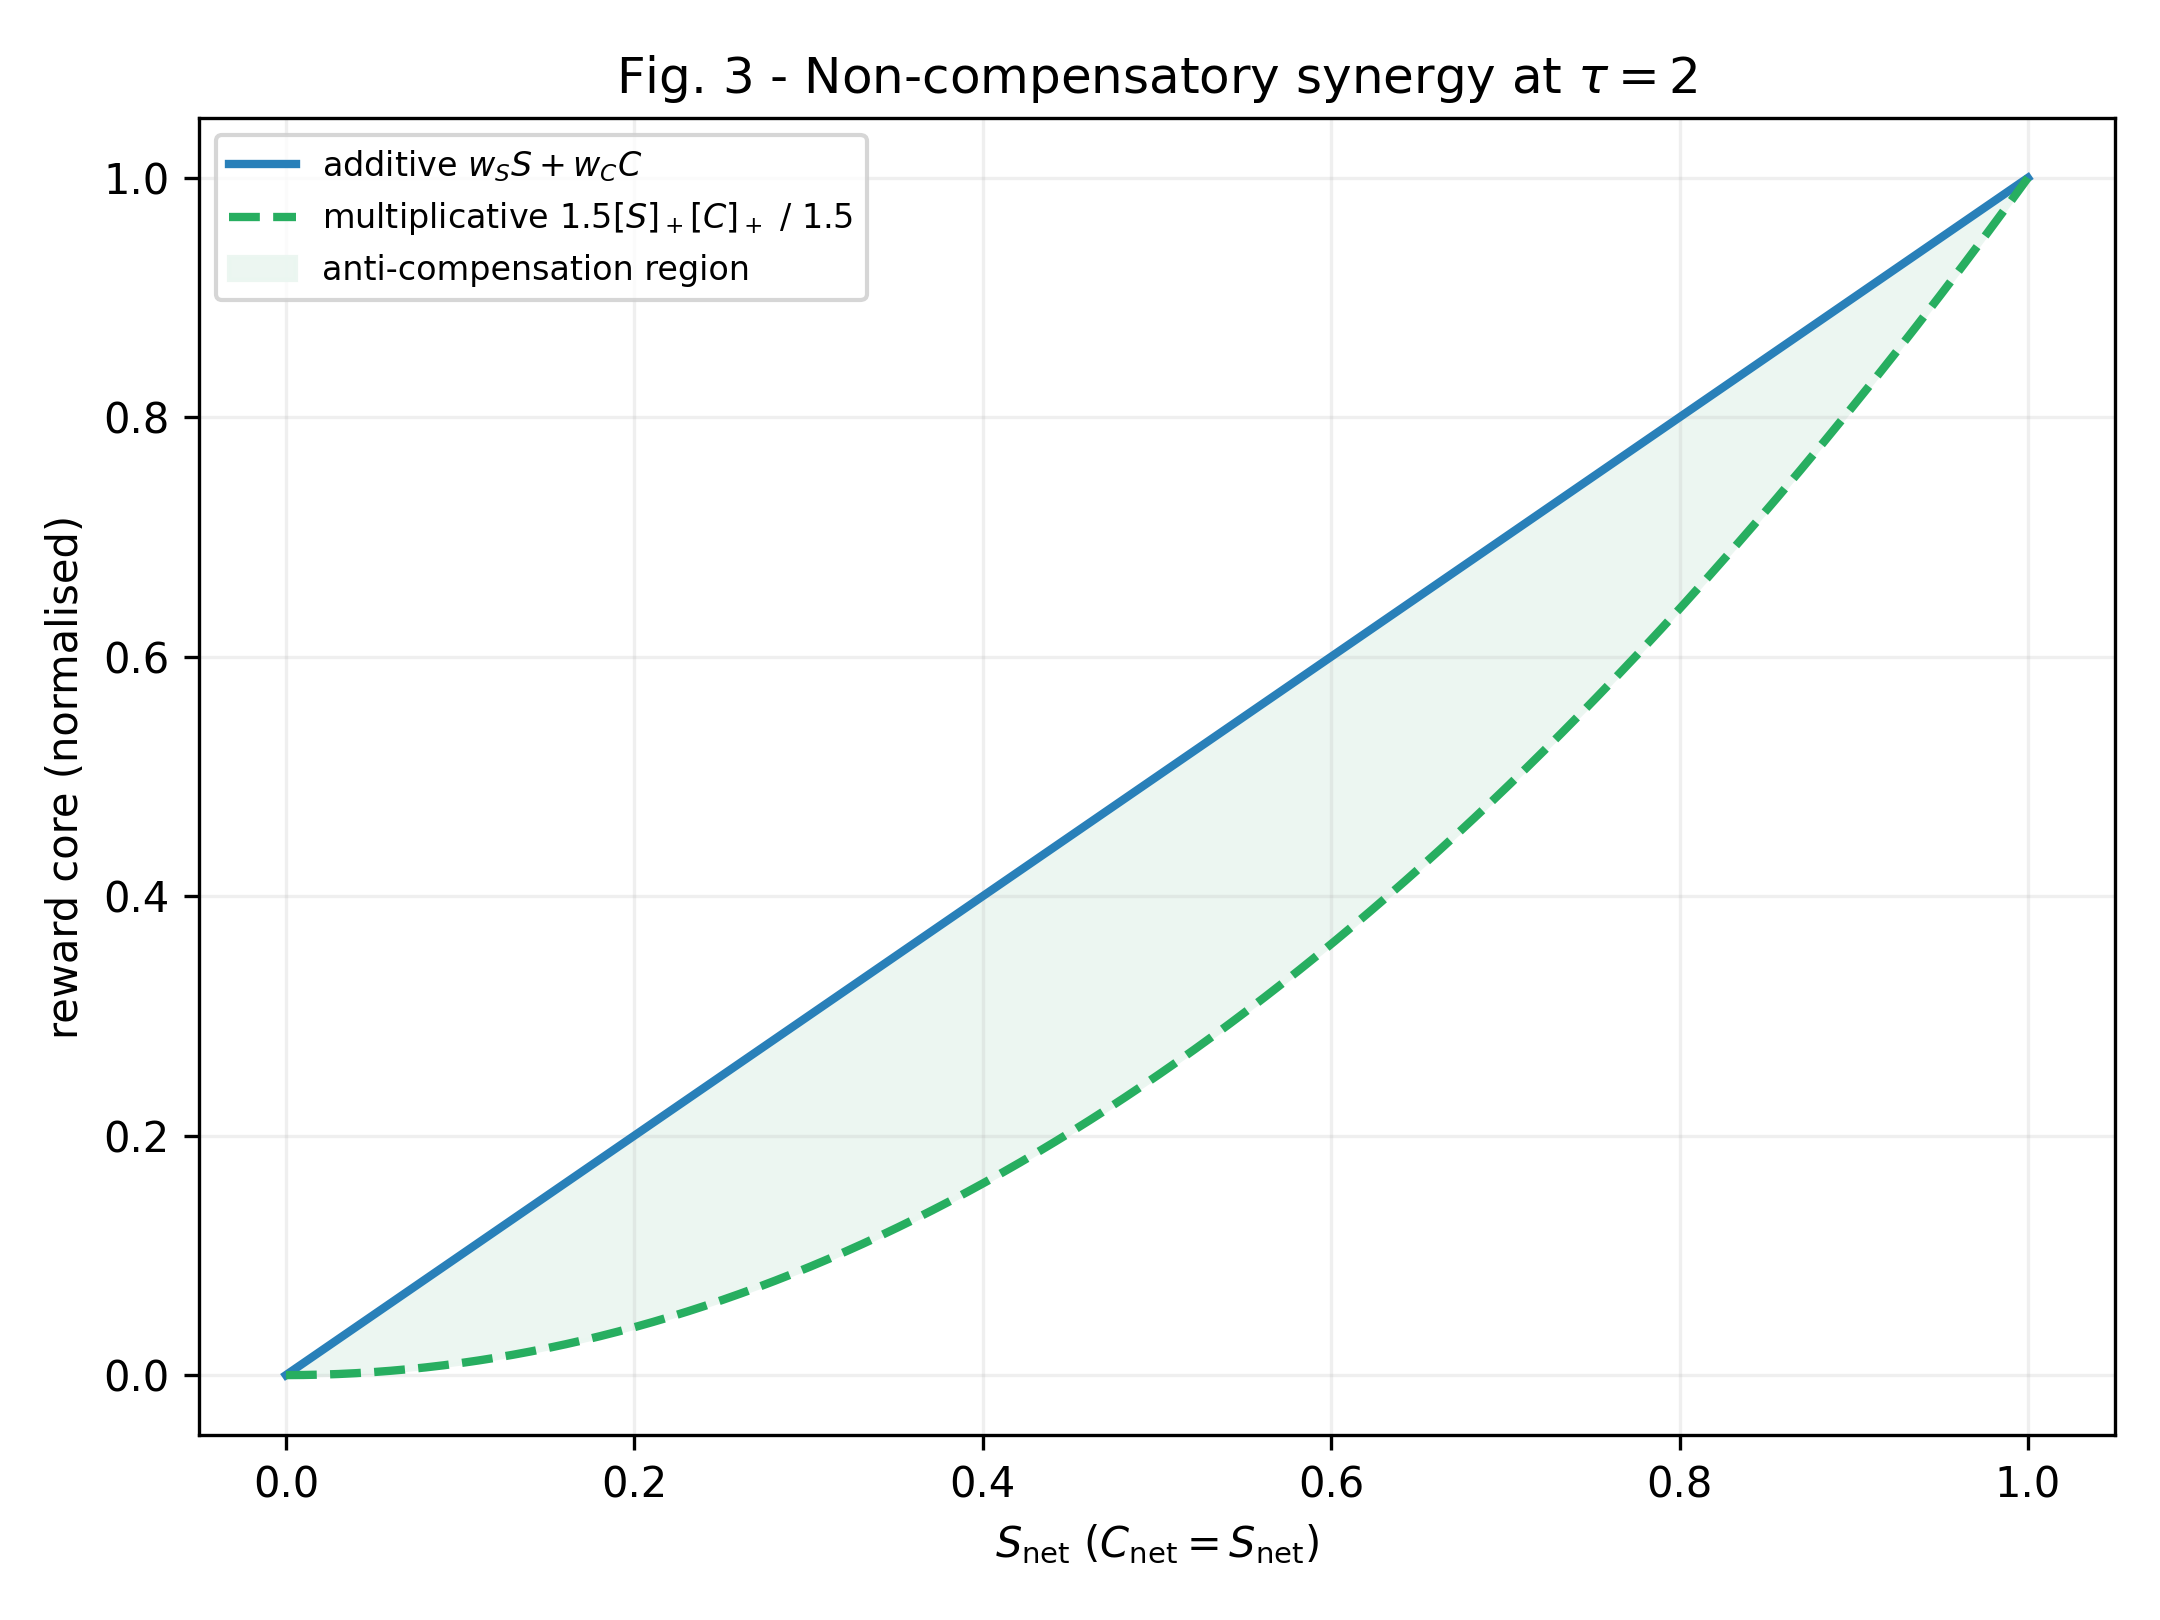 Fig. 3 - Non-compensatory synergy at τ = 2
additive w_S S + w_C C
multiplicative 1.5[S]₊[C]₊ / 1.5
anti-compensation region
reward core (normalised)
1.0
0.8
0.6
0.4
0.2
0.0
0.0 0.2 0.4 0.6 0.8 1.0
S_net (C_net = S_net)